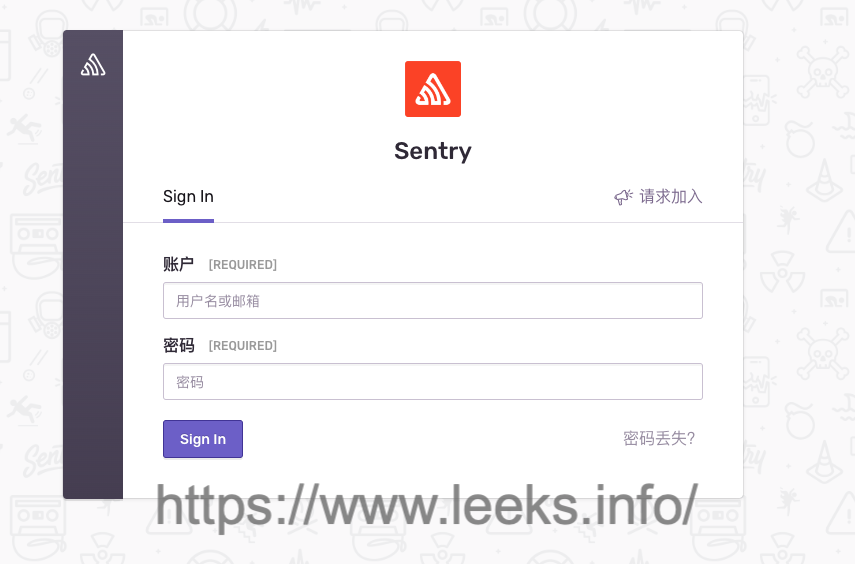 Sentry
Sign In
请求加入
账户 [REQUIRED]
用户名或邮箱
密码 [REQUIRED]
密码
Sign In
密码丢失?
https://www.leeks.info/